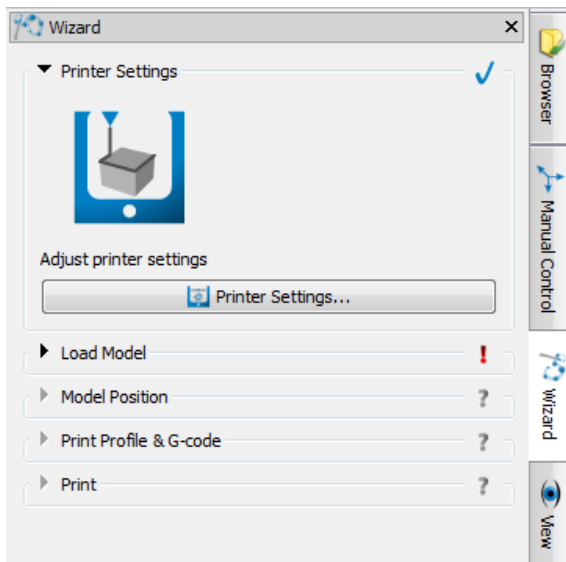 Wizard
Printer Settings
Adjust printer settings
Printer Settings...
Load Model
!
Model Position
?
Print Profile & G-code
?
Print
?
Browser
Manual Control
Wizard
View